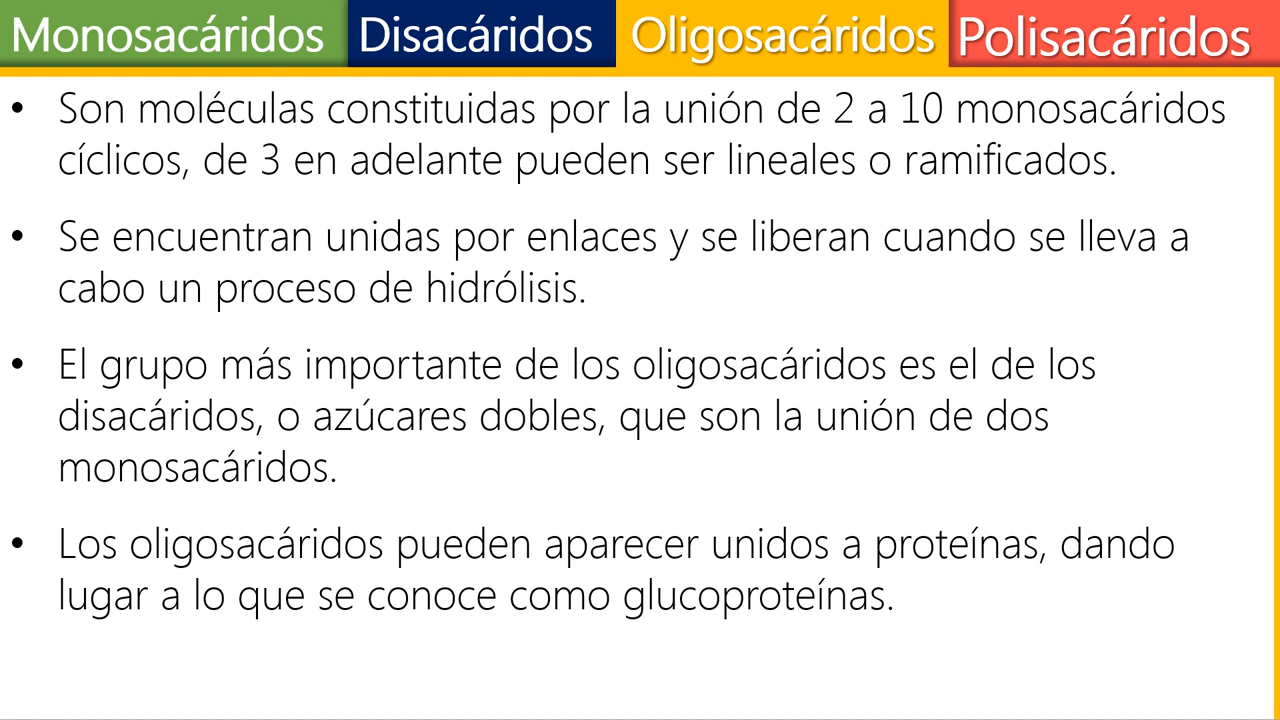 Monosacáridos Disacáridos Oligosacáridos Polisacáridos
• Son moléculas constituidas por la unión de 2 a 10 monosacáridos
cíclicos, de 3 en adelante pueden ser lineales o ramificados.
• Se encuentran unidas por enlaces y se liberan cuando se lleva a
cabo un proceso de hidrólisis.
• El grupo más importante de los oligosacáridos es el de los
disacáridos, o azúcares dobles, que son la unión de dos
monosacáridos.
• Los oligosacáridos pueden aparecer unidos a proteínas, dando
lugar a lo que se conoce como glucoproteínas.